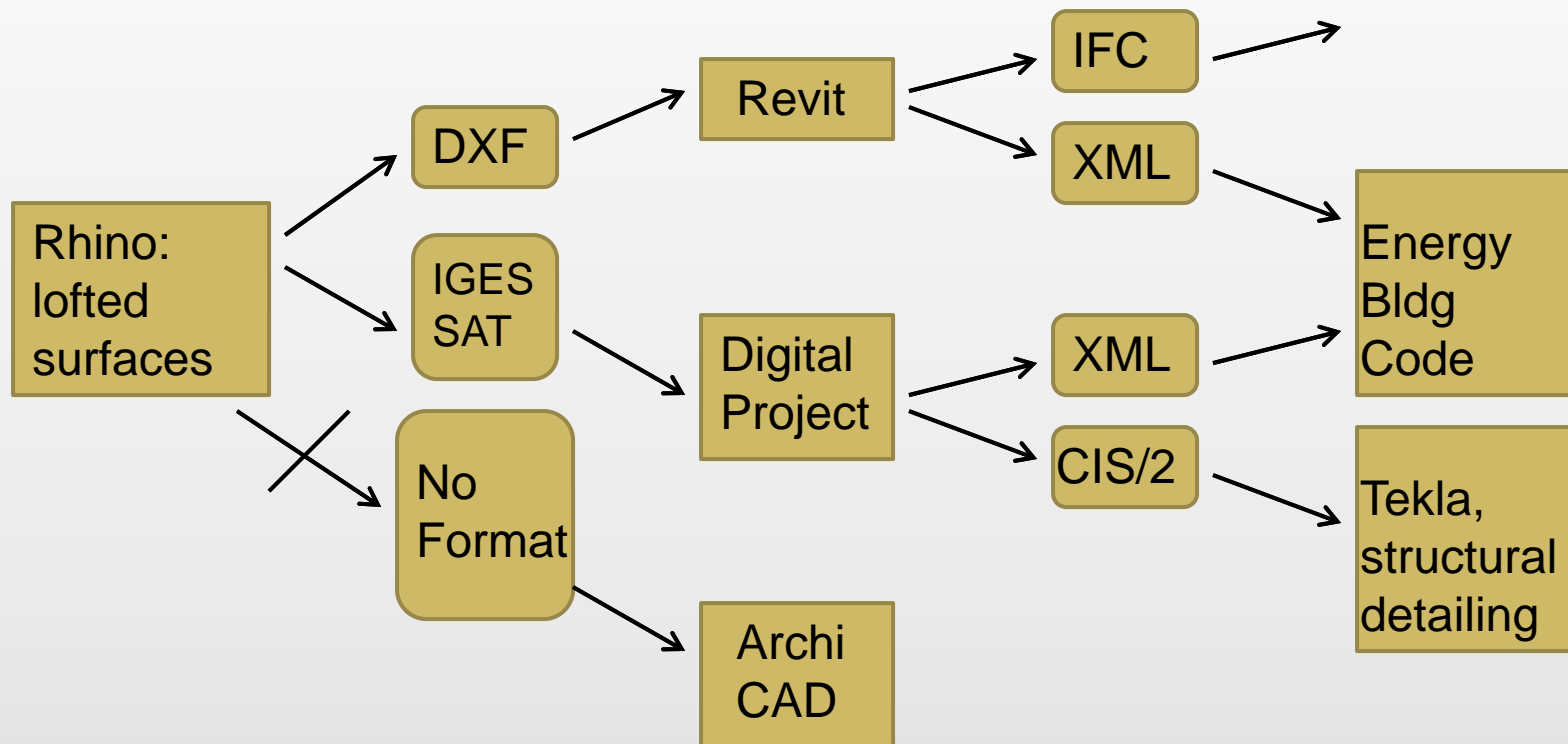 Rhino:
lofted
surfaces
DXF
IGES
SAT
No
Format
Revit
Digital
Project
Archi
CAD
IFC
XML
XML
CIS/2
Energy
Bldg
Code
Tekla,
structural
detailing